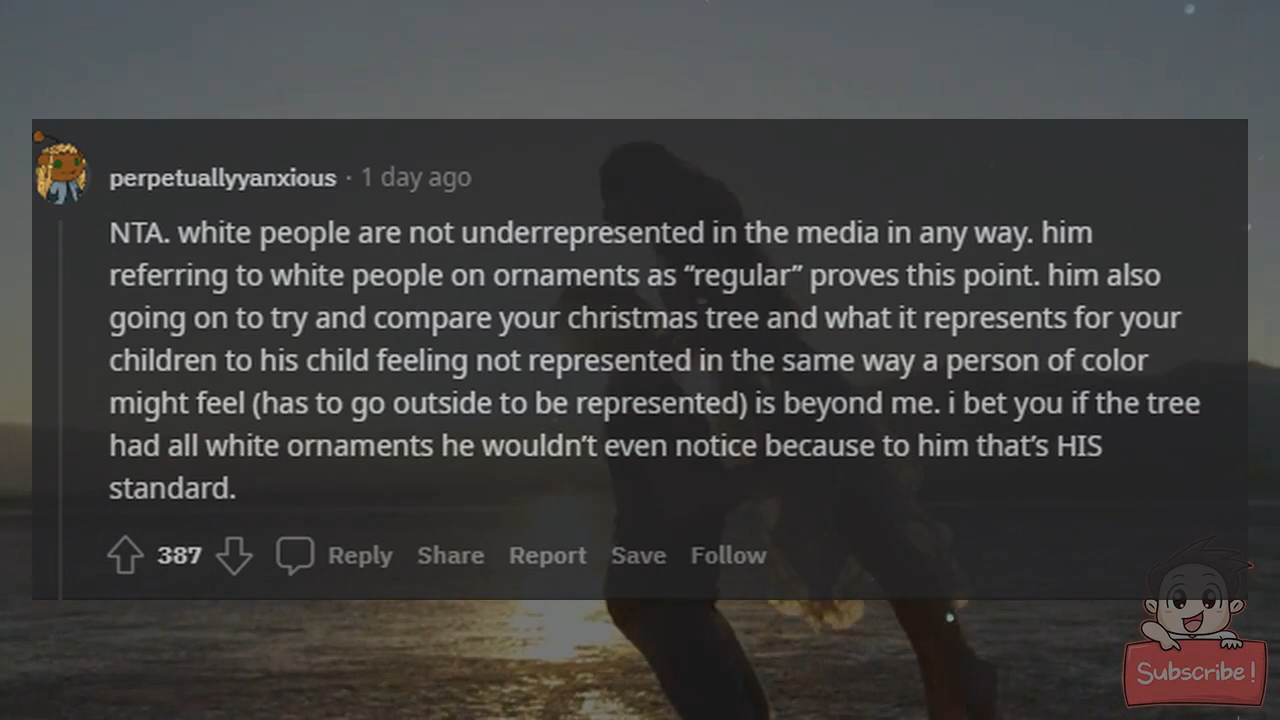 perpetuallyyanxious · 1 day ago
NTA. white people are not underrepresented in the media in any way. him
referring to white people on ornaments as “regular” proves this point. him also
going on to try and compare your christmas tree and what it represents for your
children to his child feeling not represented in the same way a person of color
might feel (has to go outside to be represented) is beyond me. i bet you if the tree
had all white ornaments he wouldn’t even notice because to him that’s HIS
standard.
387 Reply Share Report Save Follow
Subscribe!